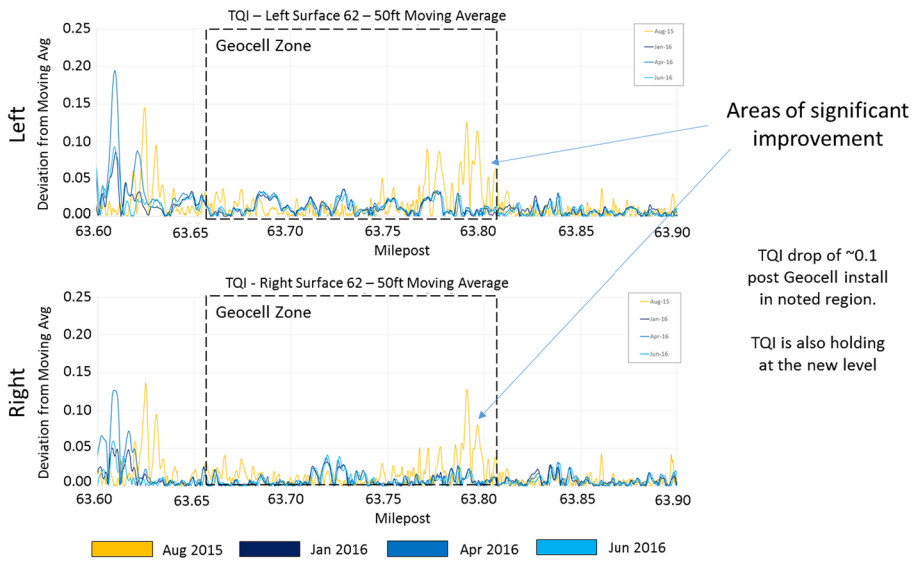 TQI – Left Surface 62 – 50ft Moving Average
Left
Deviation from Moving Avg
0.25
0.20
0.15
0.10
0.05
0.00
Geocell Zone
Aug-15
Jan-16
Apr-16
Jun-16
63.60 63.65 63.70 63.75 63.80 63.85 63.90
Milepost
Areas of significant
improvement
TQI drop of ~0.1
post Geocell install
in noted region.
TQI is also holding
at the new level
TQI - Right Surface 62 – 50ft Moving Average
Right
Deviation from Moving Avg
0.25
0.20
0.15
0.10
0.05
0.00
Geocell Zone
Aug-15
Jan-16
Apr-16
Jun-16
63.60 63.65 63.70 63.75 63.80 63.85 63.90
Milepost
Aug 2015 Jan 2016 Apr 2016 Jun 2016